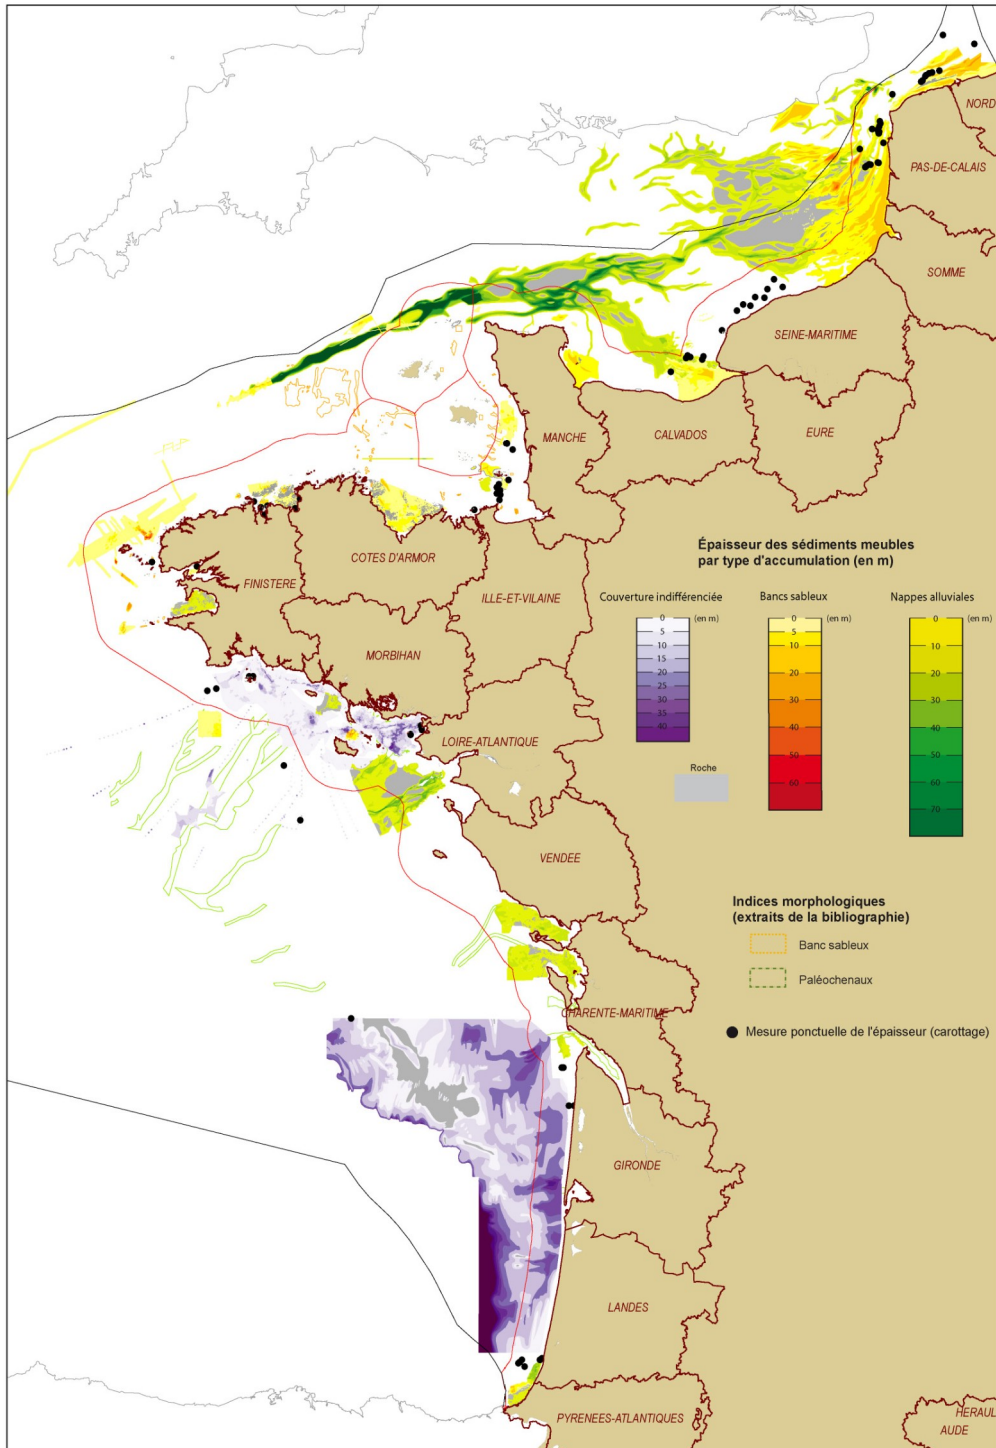 NORD
PAS-DE-CALAIS
SOMME
SEINE-MARITIME
MANCHE
CALVADOS
EURE
COTES D'ARMOR
FINISTERE
ILLE-ET-VILAINE
MORBIHAN
LOIRE-ATLANTIQUE
VENDEE
CHARENTE-MARITIME
GIRONDE
LANDES
PYRENEES-ATLANTIQUES
HERAUL
AUDE
Épaisseur des sédiments meubles
par type d'accumulation (en m)
Couverture indifférenciée
Bancs sableux
Nappes alluviales
0 (en m)
5
10
15
20
25
30
35
40
0 (en m)
5
10
20
30
40
50
60
0 (en m)
10
20
30
40
50
60
70
Roche
Indices morphologiques
(extraits de la bibliographie)
Banc sableux
Paléochenaux
Mesure ponctuelle de l'épaisseur (carottage)